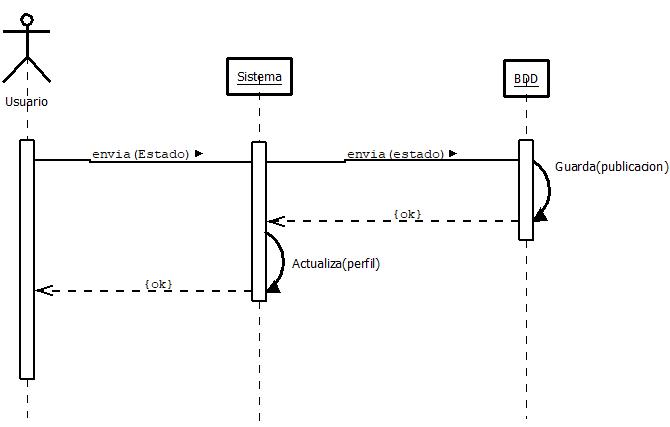 Usuario
Sistema
BDD
envia(Estado)
envia(estado)
Guarda(publicacion)
{ok}
Actualiza(perfil)
{ok}